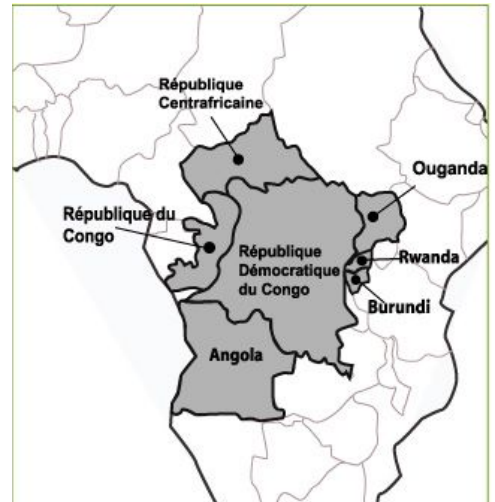 République
Centrafricaine
Ouganda
République du
Congo
République
Démocratique
du Congo
Rwanda
Burundi
Angola